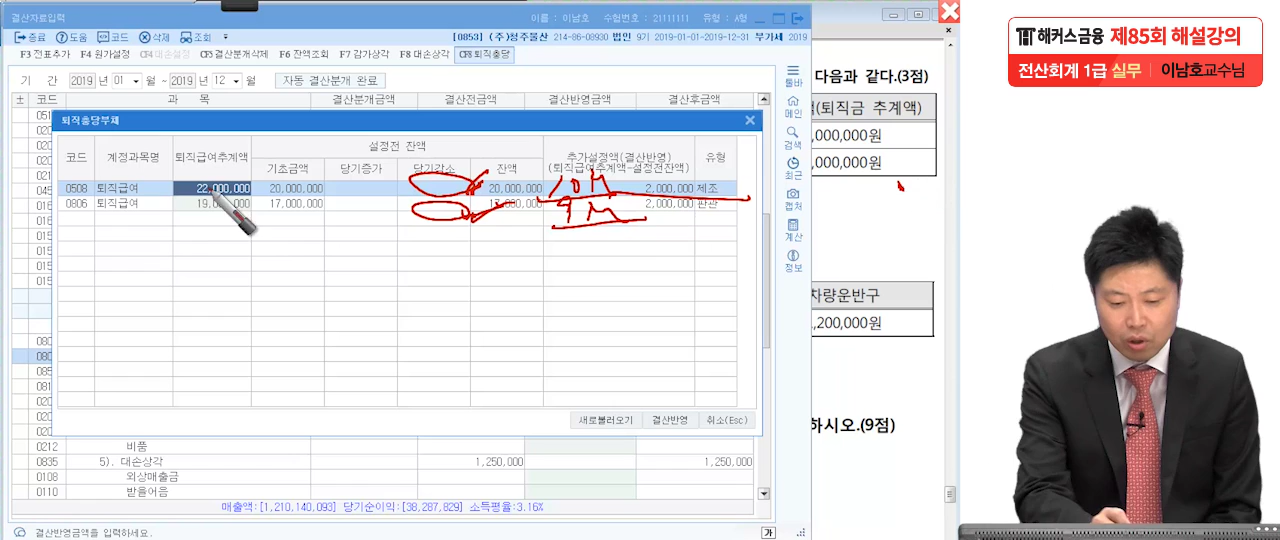 결산자료입력
이름 : 이남호 수험번호 : 21111111 유형 : A형
종료 도움 코드 삭제 조회
[0853] (주)청주물산 214-86-08930 법인 97기 2019-01-01~2019-12-31 부가세 2019
F3 전표추가 F4 원가설정 CF4 대손설정 CF5 결산분개삭제 F6 잔액조회 F7 감가상각 F8 대손상각 CF8 퇴직충당
기 간 2019 년 01 월 ~ 2019 년 12 월 자동 결산분개 완료
± 코드 과 목 결산분개금액 결산전금액 결산반영금액 결산후금액
퇴직충당부채
코드 계정과목명 퇴직급여추계액 설정전 잔액 추가설정액(결산반영) 유형
기초금액 당기증가 당기감소 잔액 (퇴직급여추계액-설정전잔액)
0508 퇴직급여 22,000,000 20,000,000 20,000,000 2,000,000 제조
0806 퇴직급여 17,000,000 17,000,000 2,000,000 판관
10M
9M
새로불러오기 결산반영 취소(Esc)
0212 비품
0835 5). 대손상각 1,250,000 1,250,000
0108 외상매출금
0110 받을어음
매출액:[1,210,140,093] 당기순이익:[38,287,829] 소득평율:3.16%
결산반영금액을 입력하세요.
가
툴바
메인
검색
최근
캡처
계산
정보
다음과 같다.(3점)
(퇴직금 추계액)
,000,000원
,000,000원
차량운반구
,200,000원
하시오.(9점)
해커스금융 제85회 해설강의
전산회계 1급 실무 이남호교수님